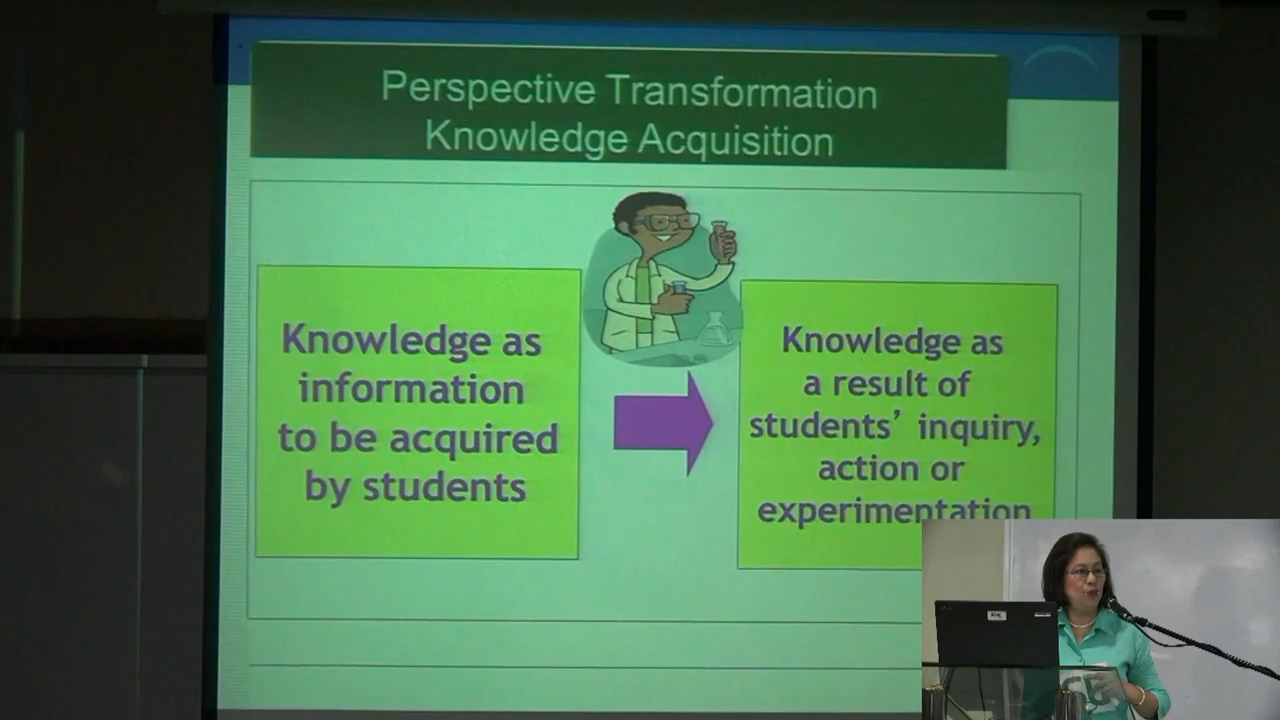 Perspective Transformation
Knowledge Acquisition
Knowledge as
information
to be acquired
by students
Knowledge as
a result of
students’ inquiry,
action or
experimentation